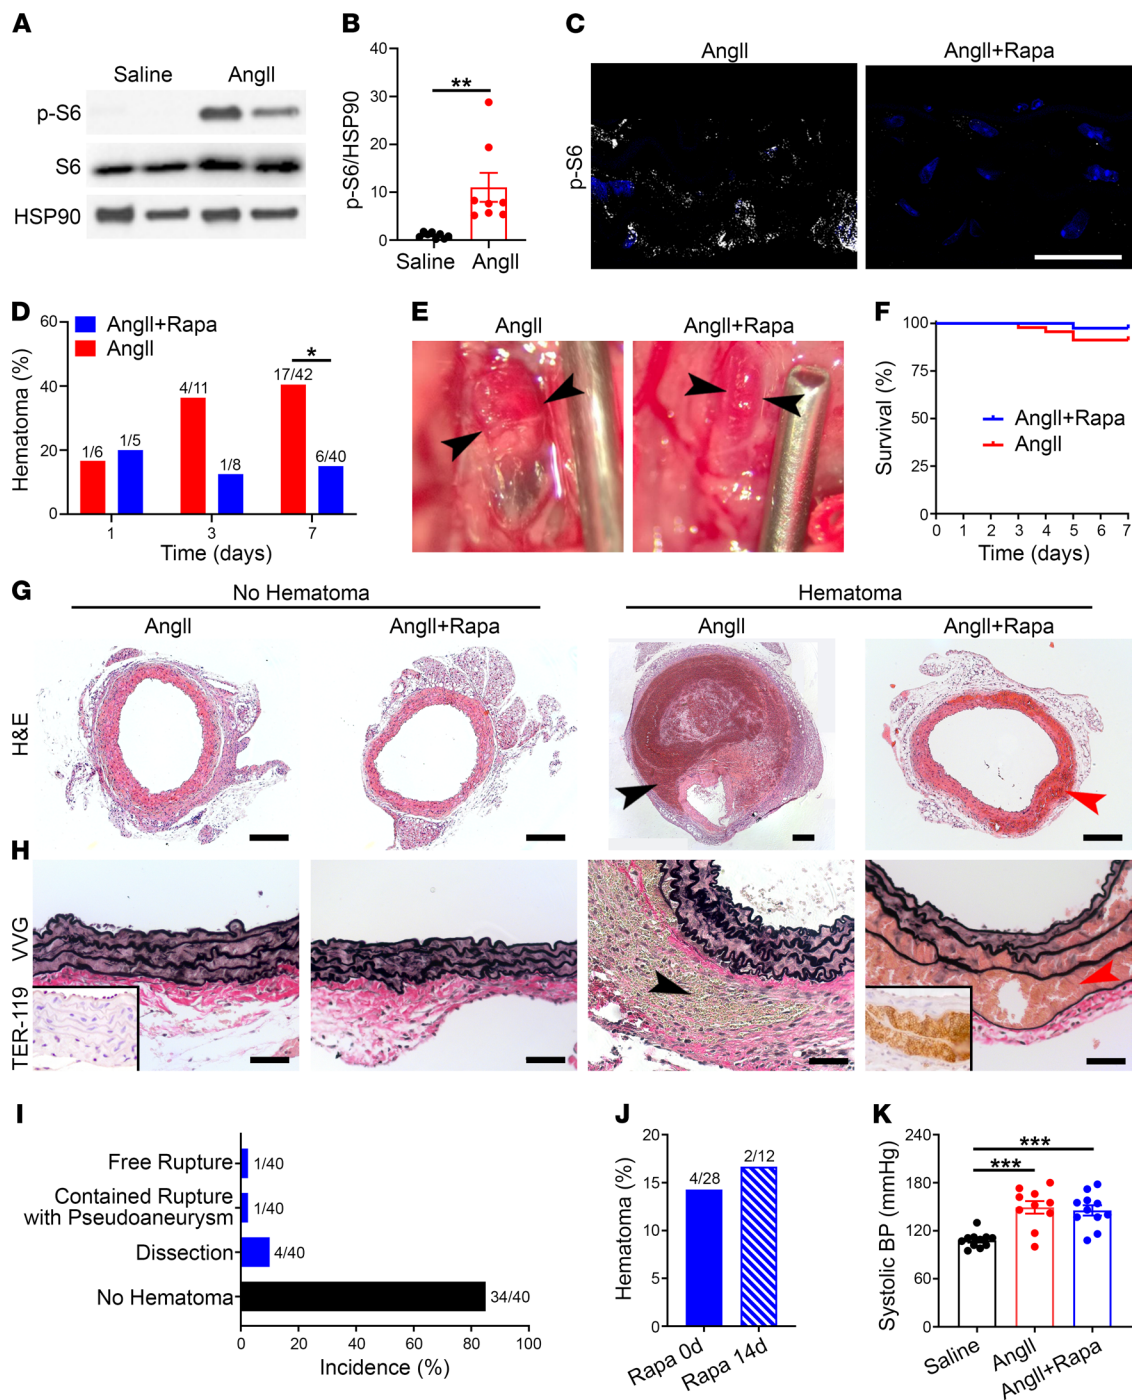 A
Saline AngII
p-S6
S6
HSP90
B
40
30
20
10
0
p-S6/HSP90
**
Saline AngII
C
AngII AngII+Rapa
p-S6
D
AngII+Rapa
AngII
60
40
20
0
Hematoma (%)
1/6 1/5
4/11 1/8
17/42 6/40
*
1 3 7
Time (days)
E
AngII AngII+Rapa
F
100
75
50
25
0
Survival (%)
AngII+Rapa
AngII
0 1 2 3 4 5 6 7
Time (days)
G
No Hematoma Hematoma
AngII AngII+Rapa AngII AngII+Rapa
H&E
H
VVG
TER-119
I
Free Rupture 1/40
Contained Rupture
with Pseudoaneurysm 1/40
Dissection 4/40
No Hematoma 34/40
0 20 40 60 80 100
Incidence (%)
J
20
15
10
5
0
Hematoma (%)
4/28 2/12
Rapa 0d Rapa 14d
K
240
180
120
60
0
Systolic BP (mmHg)
***
***
Saline AngII AngII+Rapa